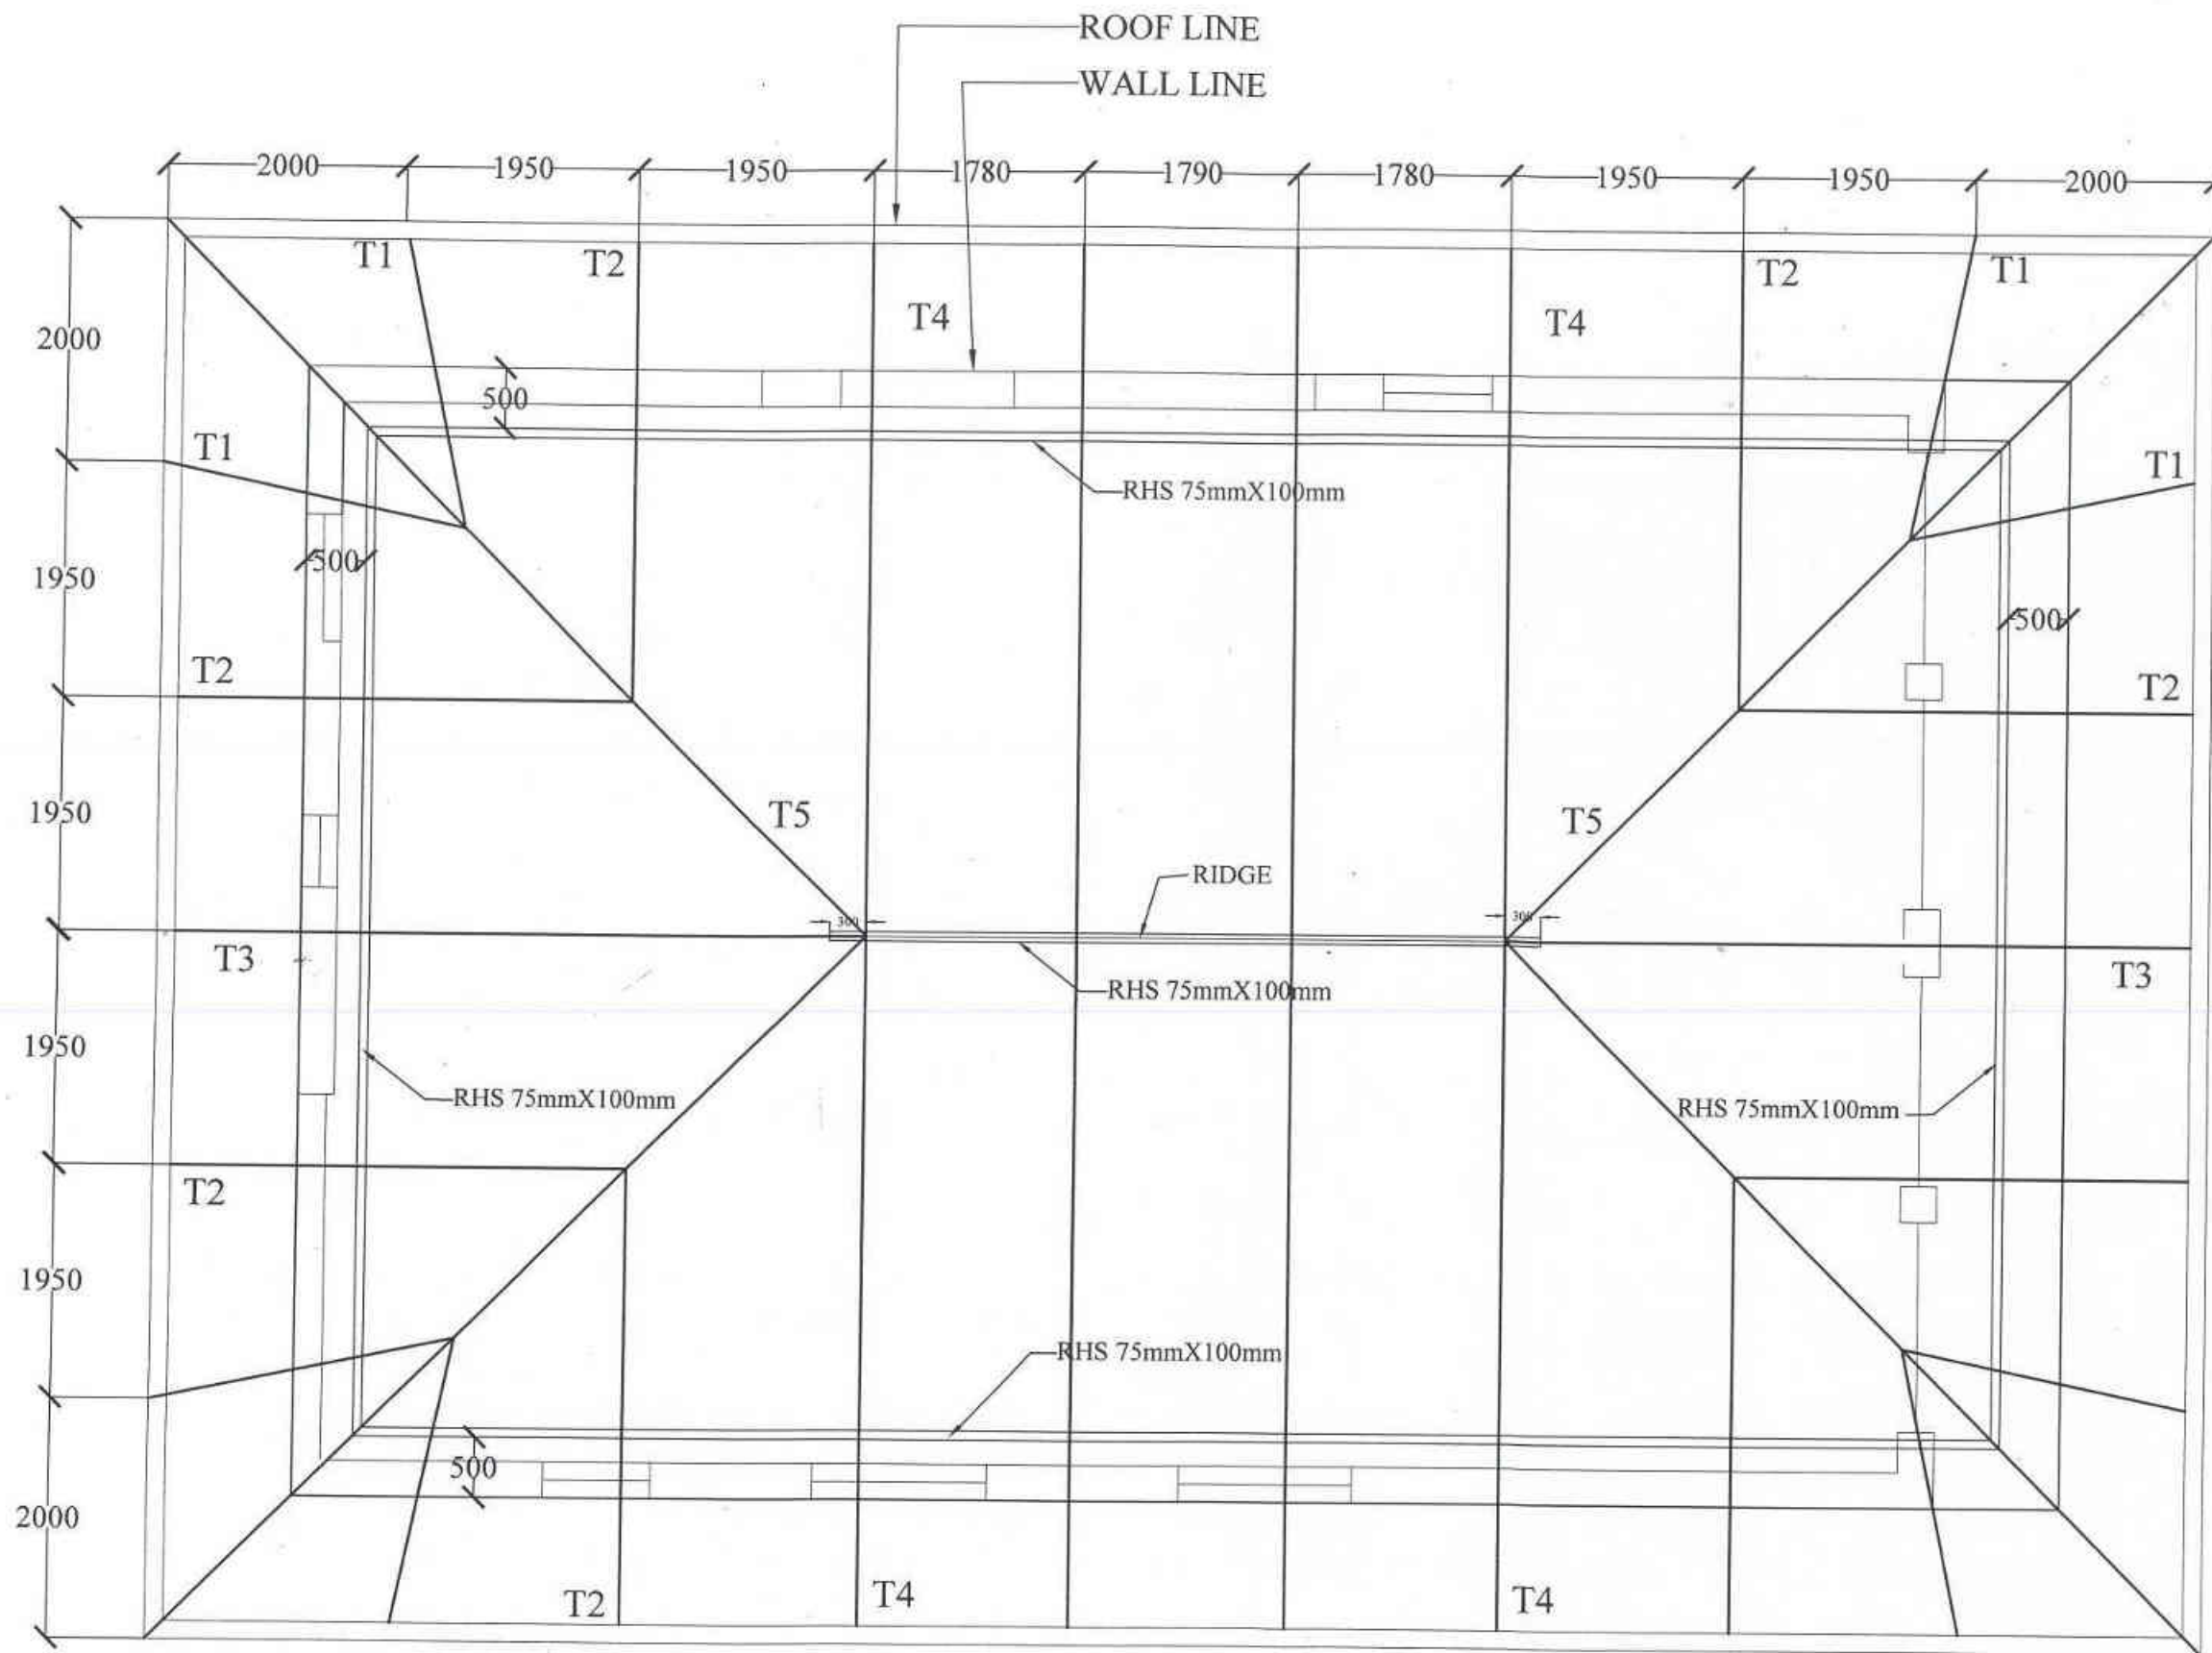 ROOF LINE
WALL LINE
2000 1950 1950 1780 1790 1780 1950 1950 2000
T1 T2 T2 T1
T4 T4
2000
500
T1 T1
RHS 75mmX100mm
500
1950
500
T2 T2
1950
T5 T5
RIDGE
300 300
T3 T3
RHS 75mmX100mm
1950
RHS 75mmX100mm RHS 75mmX100mm
T2
1950
RHS 75mmX100mm
500
2000
T2 T4 T4